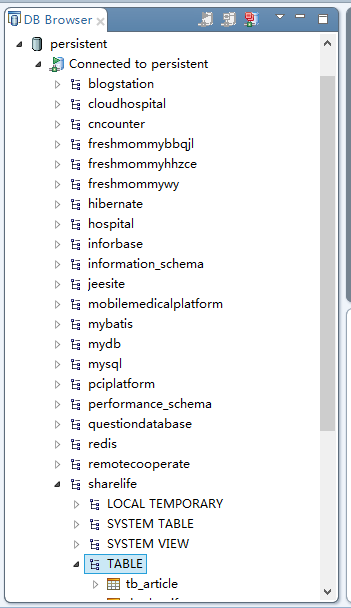 DB Browser
persistent
Connected to persistent
blogstation
cloudhospital
cncounter
freshmommybbqjl
freshmommyhhzce
freshmommywy
hibernate
hospital
inforbase
information_schema
jeesite
mobilemedicalplatform
mybatis
mydb
mysql
pciplatform
performance_schema
questiondatabase
redis
remotecooperate
sharelife
LOCAL TEMPORARY
SYSTEM TABLE
SYSTEM VIEW
TABLE
tb_article